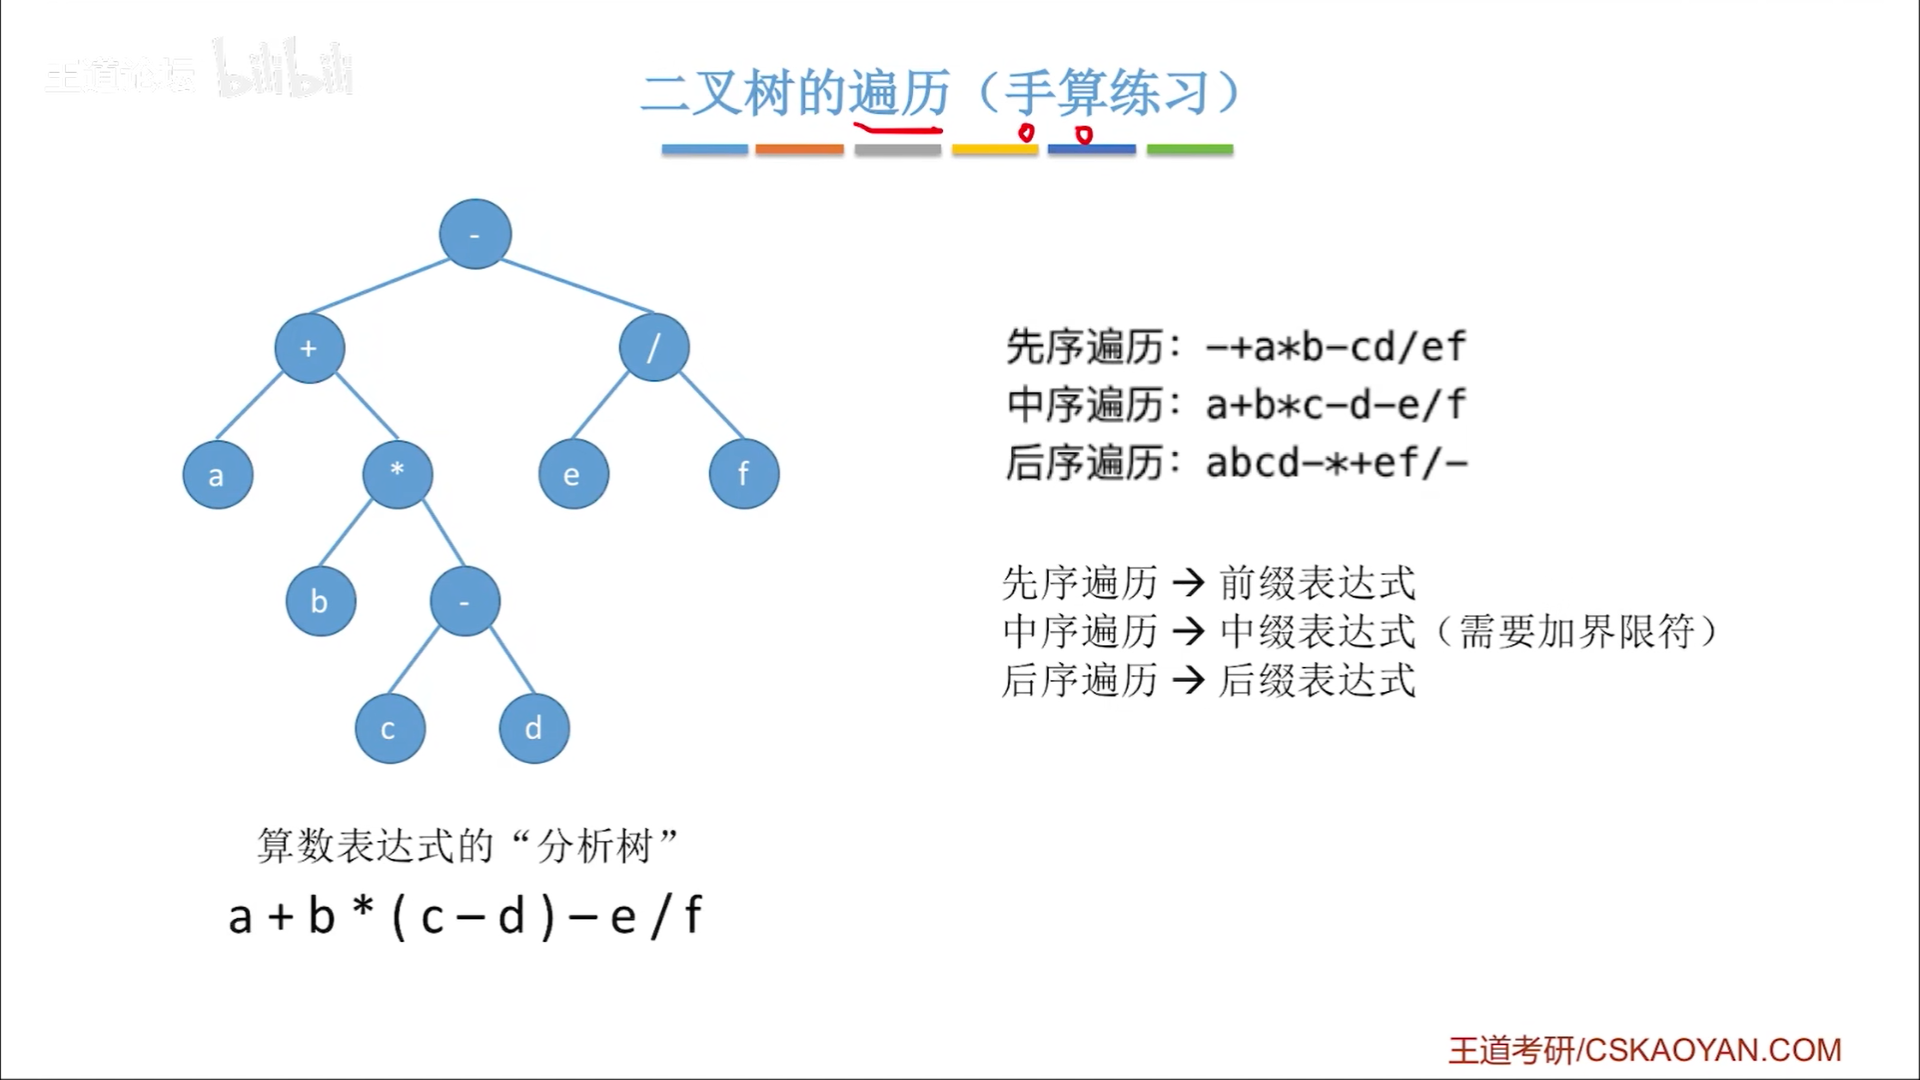 王道论坛 bilibili
二叉树的遍历（手算练习）
-
+
/
a
*
e
f
b
-
c
d
先序遍历：-+a*b-cd/ef
中序遍历：a+b*c-d-e/f
后序遍历：abcd-*+ef/-
先序遍历 → 前缀表达式
中序遍历 → 中缀表达式（需要加界限符）
后序遍历 → 后缀表达式
算数表达式的“分析树”
a + b * ( c – d ) – e / f
王道考研/CSKAOYAN.COM